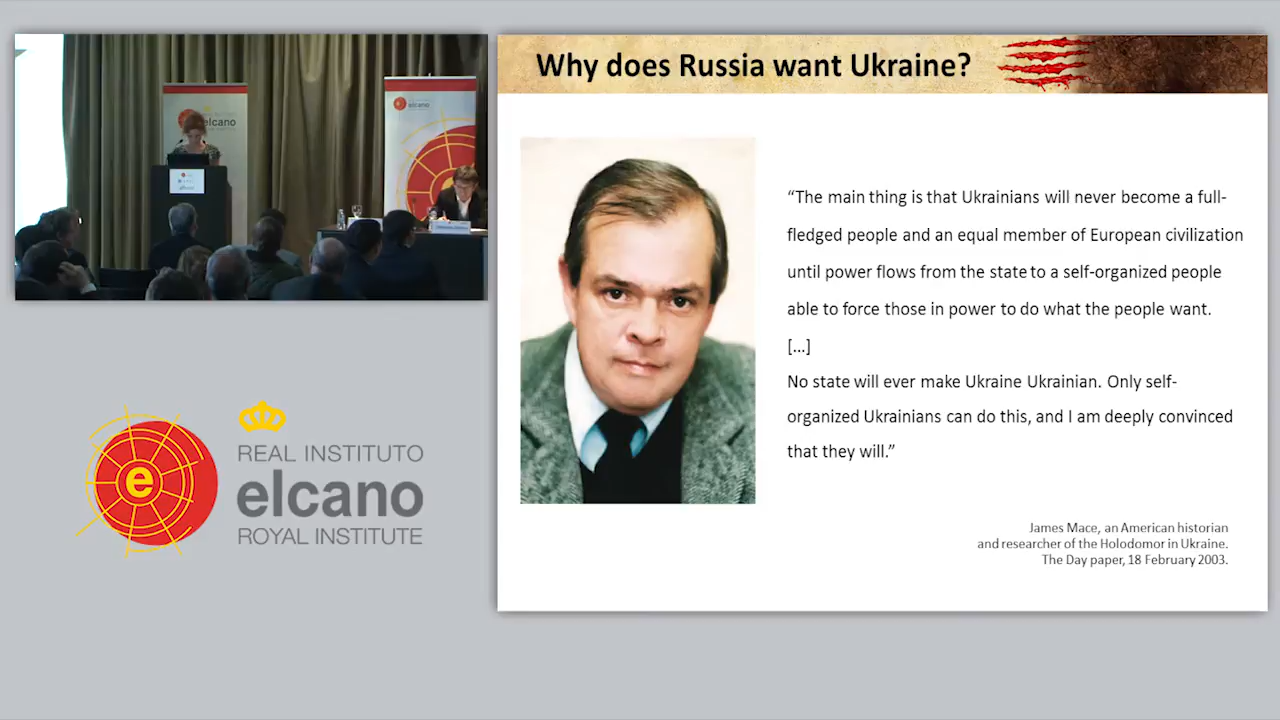 Why does Russia want Ukraine?
elcano
elcano
“The main thing is that Ukrainians will never become a full-
fledged people and an equal member of European civilization
until power flows from the state to a self-organized people
able to force those in power to do what the people want.
[...]
No state will ever make Ukraine Ukrainian. Only self-
organized Ukrainians can do this, and I am deeply convinced
that they will.”
James Mace, an American historian
and researcher of the Holodomor in Ukraine.
The Day paper, 18 February 2003.
e
REAL INSTITUTO
elcano
ROYAL INSTITUTE